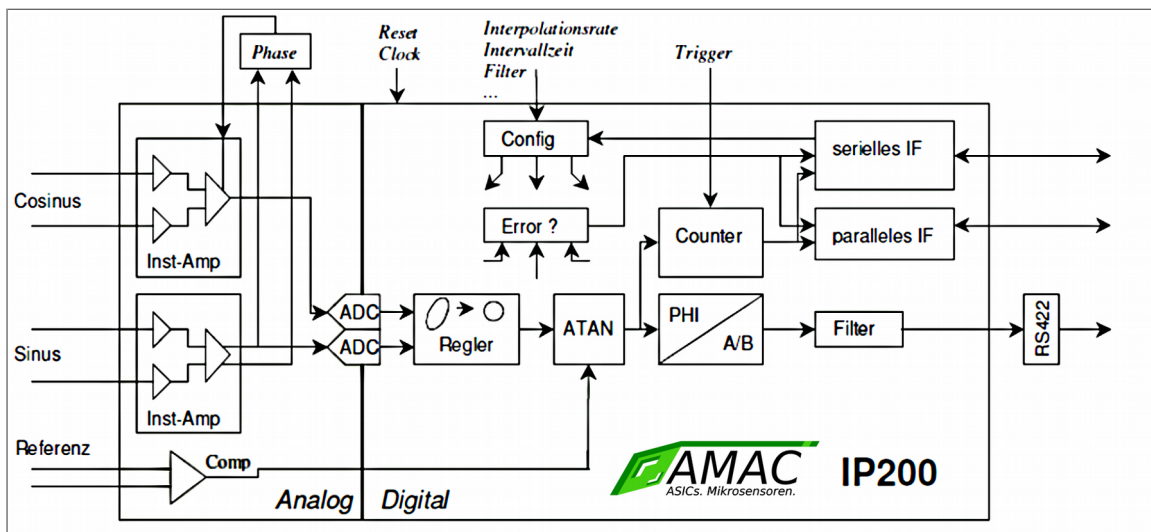 Reset
Clock
Interpolationsrate
Intervallzeit
Filter
...
Trigger
Phase
Config
serielles IF
Cosinus
Error ?
Counter
paralleles IF
Inst-Amp
ADC
ADC
Regler
ATAN
PHI
A/B
Filter
RS422
Sinus
Inst-Amp
Referenz
Comp
Analog
Digital
AMAC
ASICs. Mikrosensoren.
IP200